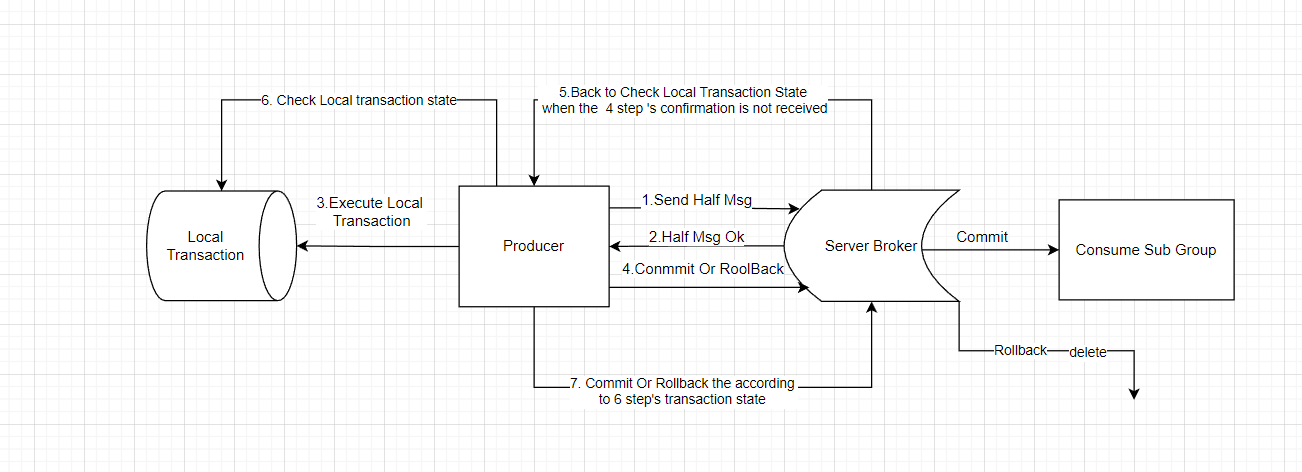 5.Back to Check Local Transaction State
when the 4 step 's confirmation is not received
6. Check Local transaction state
3.Execute Local
Transaction
1.Send Half Msg
2.Half Msg Ok
4.Conmmit Or RoolBack
Local
Transaction
Producer
Server Broker
Commit
Consume Sub Group
Rollback
delete
7. Commit Or Rollback the according
to 6 step's transaction state